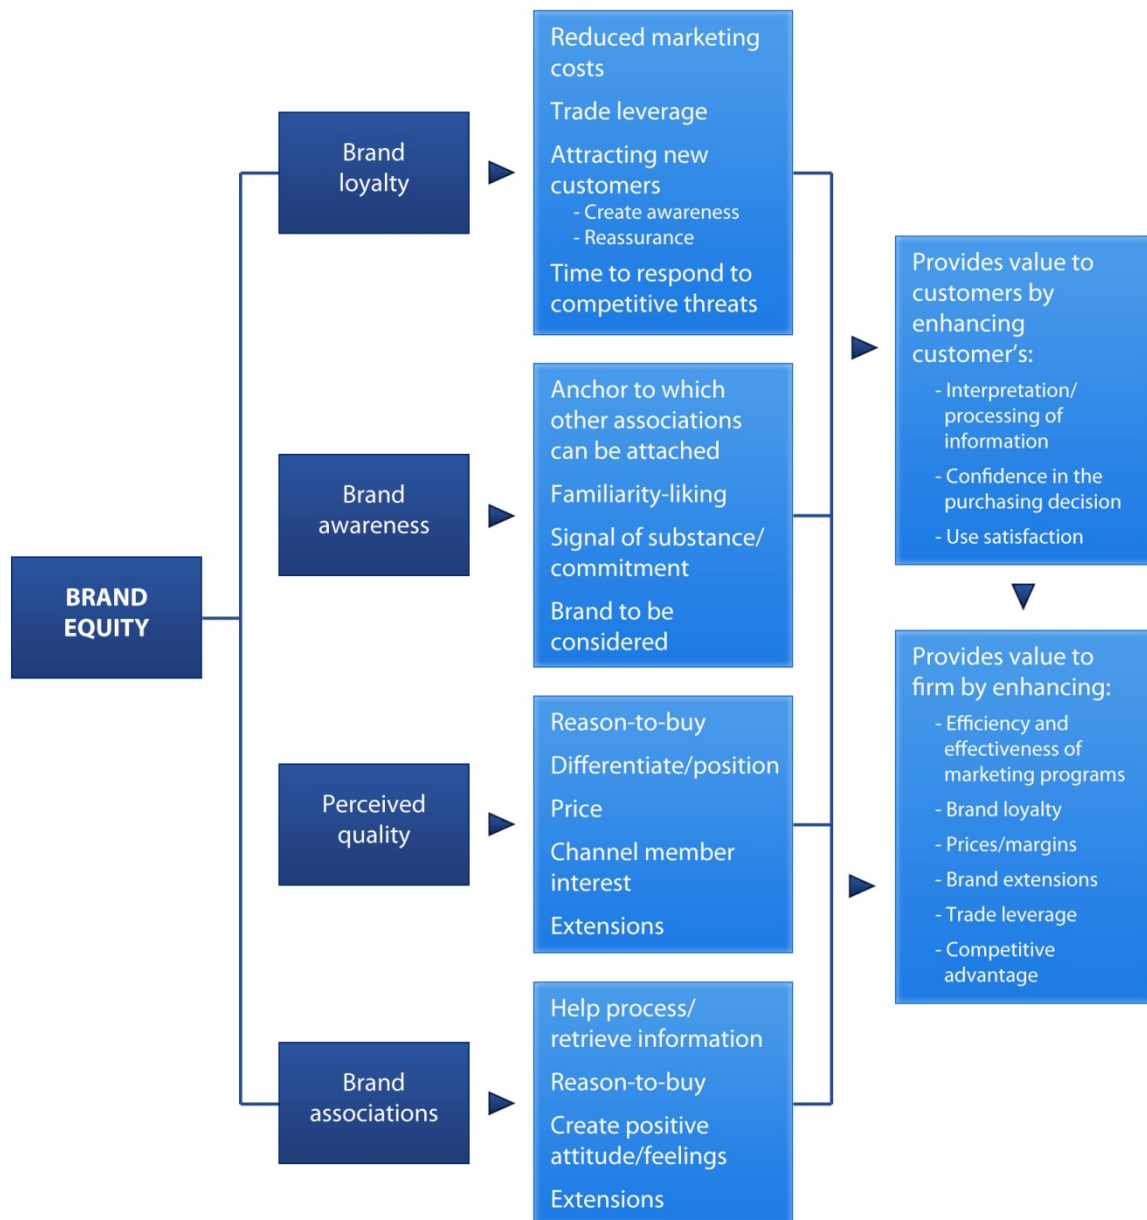 BRAND
EQUITY
Brand
loyalty
Reduced marketing
costs
Trade leverage
Attracting new
customers
- Create awareness
- Reassurance
Time to respond to
competitive threats
Brand
awareness
Anchor to which
other associations
can be attached
Familiarity-liking
Signal of substance/
commitment
Brand to be
considered
Perceived
quality
Reason-to-buy
Differentiate/position
Price
Channel member
interest
Extensions
Brand
associations
Help process/
retrieve information
Reason-to-buy
Create positive
attitude/feelings
Extensions
Provides value to
customers by
enhancing
customer’s:
- Interpretation/
processing of
information
- Confidence in the
purchasing decision
- Use satisfaction
Provides value to
firm by enhancing:
- Efficiency and
effectiveness of
marketing programs
- Brand loyalty
- Prices/margins
- Brand extensions
- Trade leverage
- Competitive
advantage